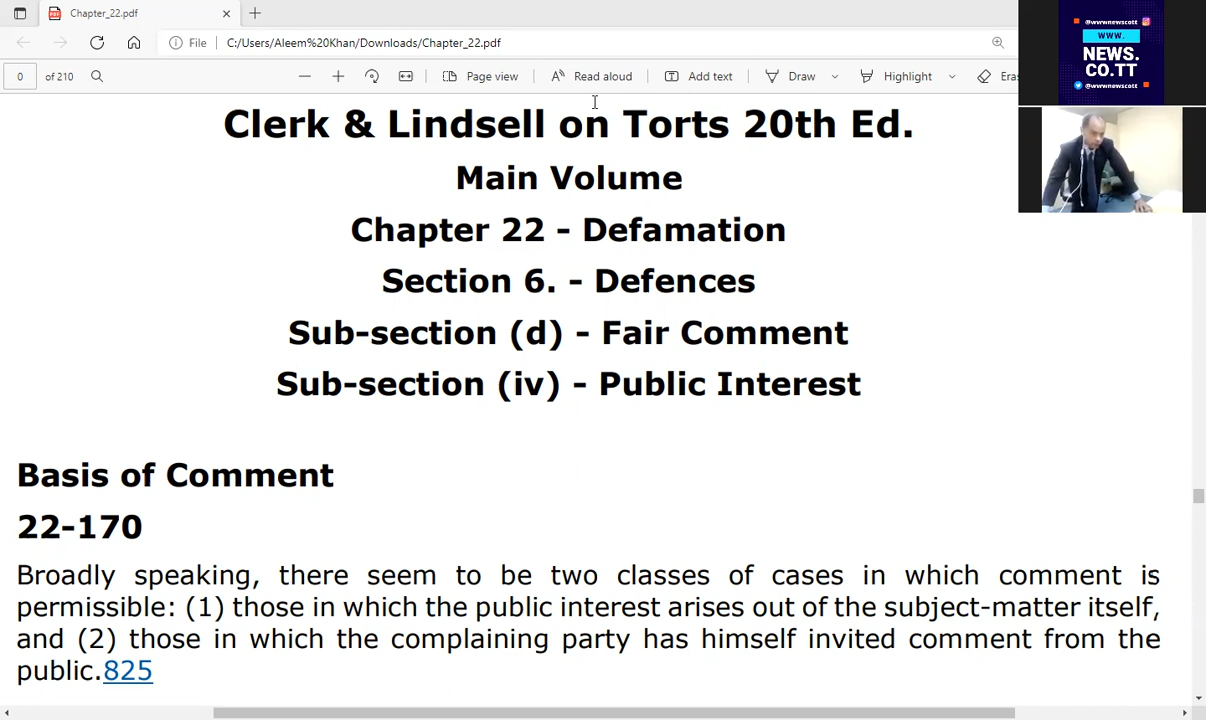 Chapter_22.pdf
File
C:/Users/Aleem%20Khan/Downloads/Chapter_22.pdf
0 of 210
Page view
Read aloud
Add text
Draw
Highlight
Eras
@wwwnewscott
WWW.
NEWS.
CO.TT
@wwwnewscott
Clerk & Lindsell on Torts 20th Ed.
Main Volume
Chapter 22 - Defamation
Section 6. - Defences
Sub-section (d) - Fair Comment
Sub-section (iv) - Public Interest
Basis of Comment
22-170
Broadly speaking, there seem to be two classes of cases in which comment is
permissible: (1) those in which the public interest arises out of the subject-matter itself,
and (2) those in which the complaining party has himself invited comment from the
public.825